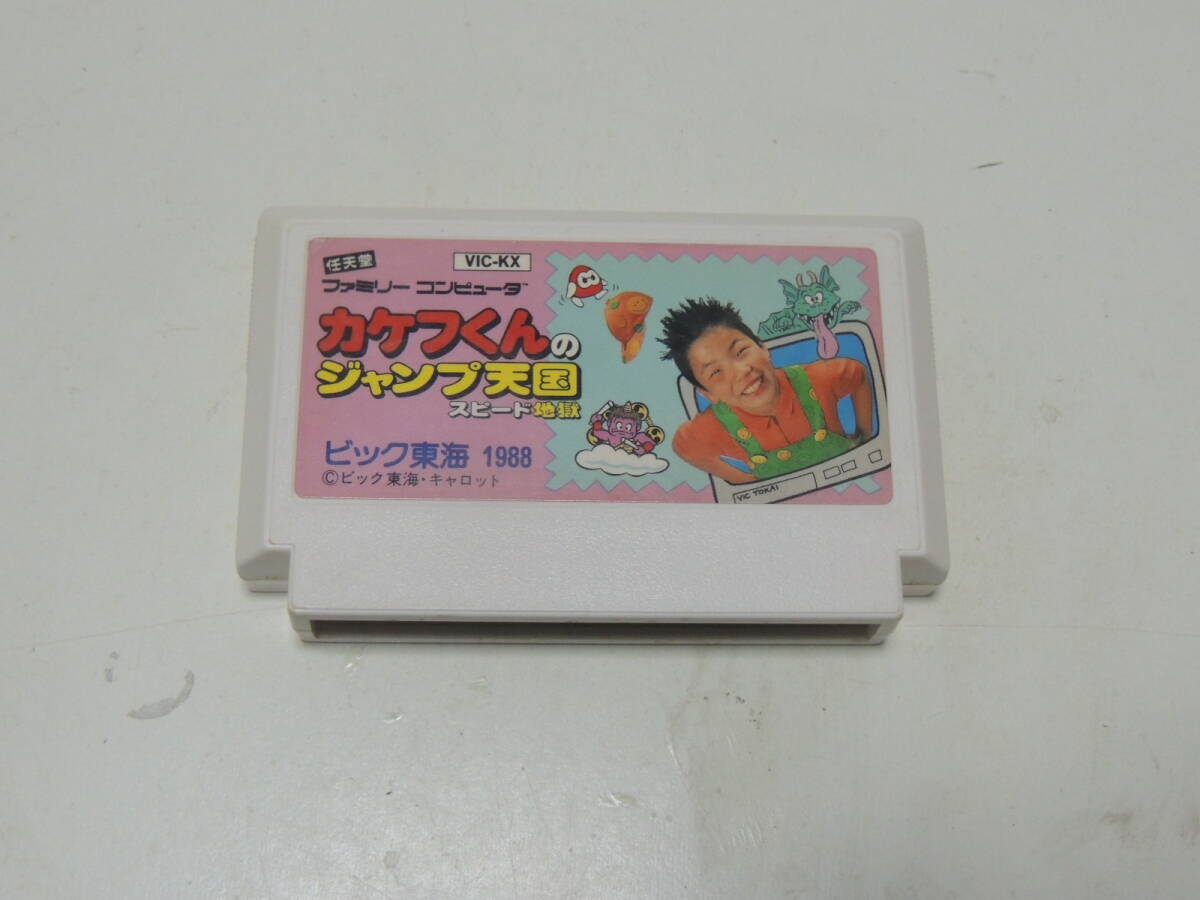 任天堂
VIC-KX
ファミリー コンピュータ™
カケフくんの
ジャンプ天国
スピード地獄
ビック東海 1988
©ビック東海・キャロット
VIC TOKAI